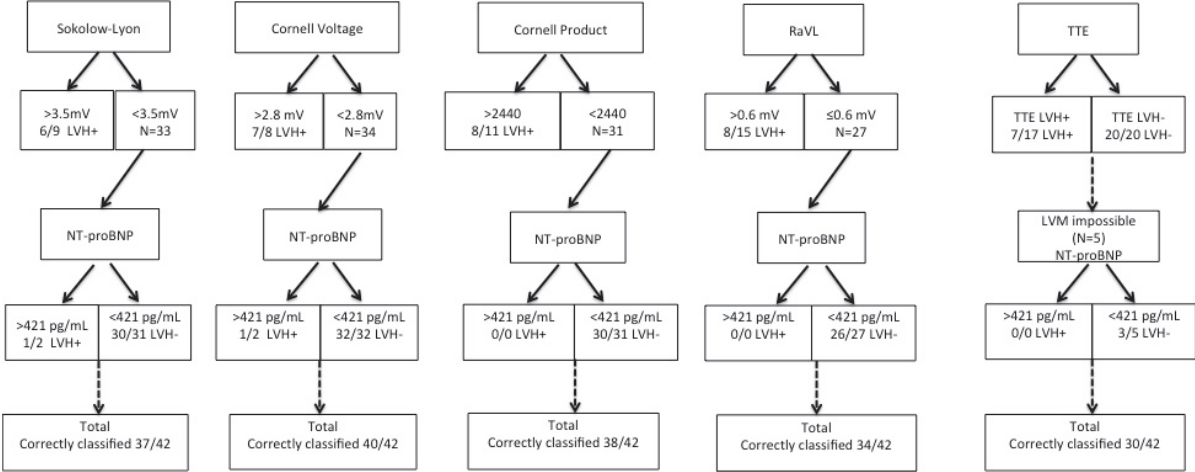 Sokolow-Lyon
>3.5mV
6/9 LVH+
<3.5mV
N=33
NT-proBNP
>421 pg/mL
1/2 LVH+
<421 pg/mL
30/31 LVH-
Total
Correctly classified 37/42
Cornell Voltage
>2.8 mV
7/8 LVH+
<2.8mV
N=34
NT-proBNP
>421 pg/mL
1/2 LVH+
<421 pg/mL
32/32 LVH-
Total
Correctly classified 40/42
Cornell Product
>2440
8/11 LVH+
<2440
N=31
NT-proBNP
>421 pg/mL
0/0 LVH+
<421 pg/mL
30/31 LVH-
Total
Correctly classified 38/42
RaVL
>0.6 mV
8/15 LVH+
≤0.6 mV
N=27
NT-proBNP
>421 pg/mL
0/0 LVH+
<421 pg/mL
26/27 LVH-
Total
Correctly classified 34/42
TTE
TTE LVH+
7/17 LVH+
TTE LVH-
20/20 LVH-
LVM impossible
(N=5)
NT-proBNP
>421 pg/mL
0/0 LVH+
<421 pg/mL
3/5 LVH-
Total
Correctly classified 30/42